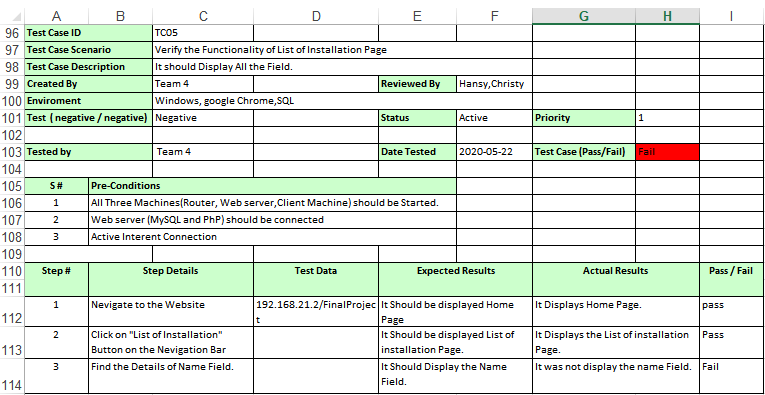 A B C D E F G H I
96 Test Case ID TC05
97 Test Case Scenario Verify the Functionality of List of Installation Page
98 Test Case Description It should Display All the Field.
99 Created By Team 4 Reviewed By Hansy,Christy
100 Enviroment Windows, google Chrome,SQL
101 Test ( negative / negative) Negative Status Active Priority 1
102
103 Tested by Team 4 Date Tested 2020-05-22 Test Case (Pass/Fail) Fail
104
105 S # Pre-Conditions
106 1 All Three Machines(Router, Web server,Client Machine) should be Started.
107 2 Web server (MySQL and PhP) should be connected
108 3 Active Interent Connection
109
110 Step # Step Details Test Data Expected Results Actual Results Pass / Fail
111
1 Nevigate to the Website 192.168.21.2/FinalProjec It Should be displayed Home It Displays Home Page. pass
112 t Page
2 Click on "List of Installation" It Should be displayed List of It Displays the List of installation Pass
113 Button on the Nevigation Bar installation Page. Page.
3 Find the Details of Name Field. It Should Display the Name It was not display the name Field. Fail
114 Field.